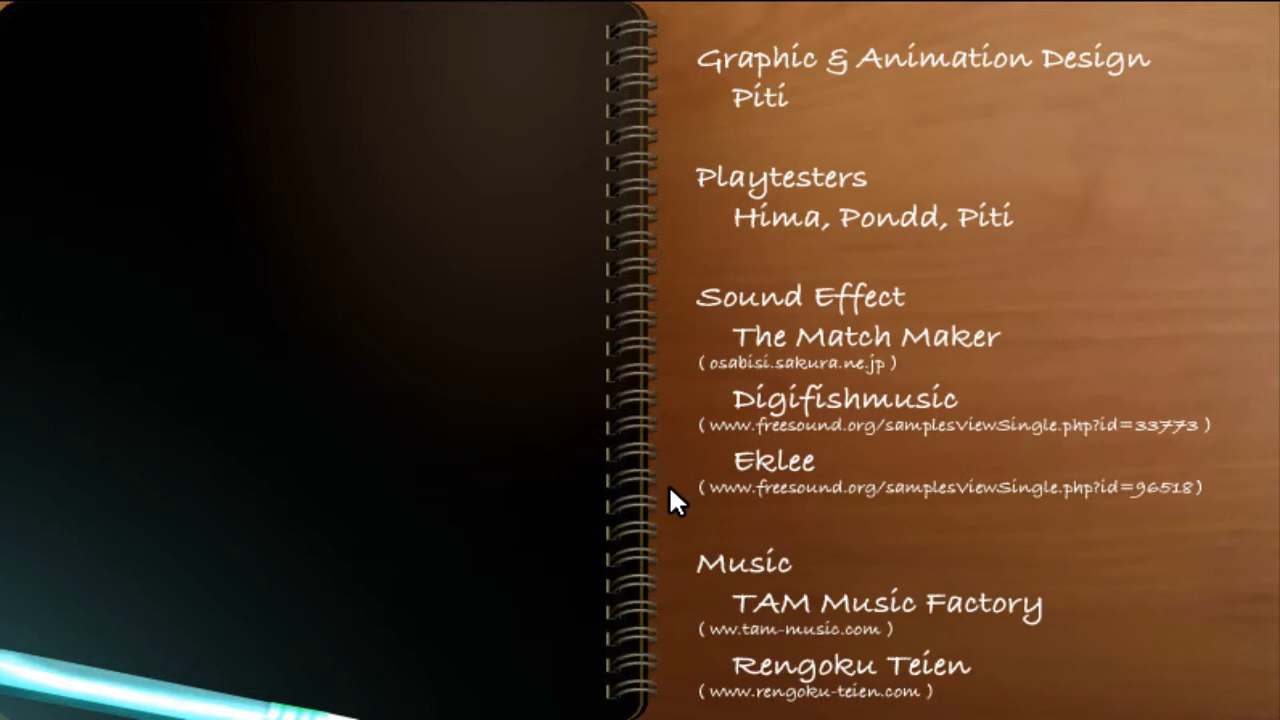 Graphic & Animation Design
Piti
Playtesters
Hima, Pondd, Piti
Sound Effect
The Match Maker
( osabisi.sakura.ne.jp )
Digifishmusic
( www.freesound.org/samplesViewSingle.php?id=33773 )
Eklee
( www.freesound.org/samplesViewSingle.php?id=96518)
Music
TAM Music Factory
( ww.tam-music.com )
Rengoku Teien
( www.rengoku-teien.com )